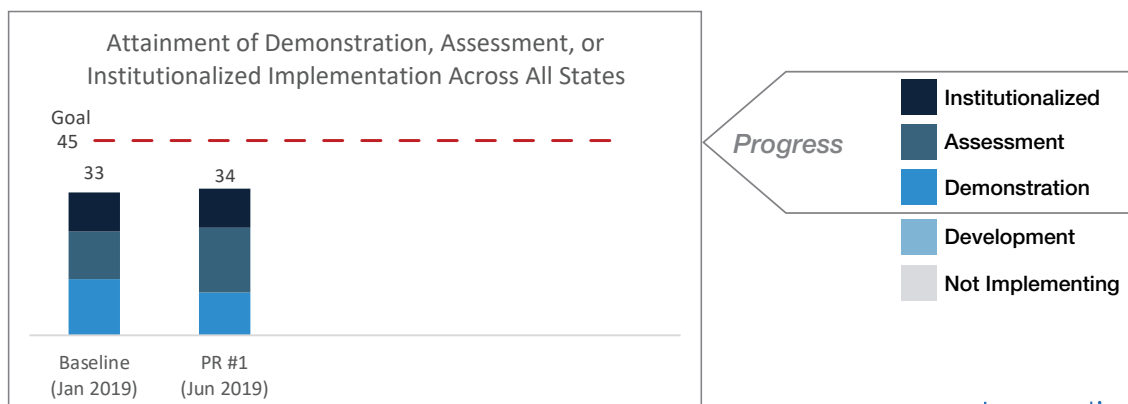 Attainment of Demonstration, Assessment, or
Institutionalized Implementation Across All States
Goal
45
33
34
Baseline
(Jan 2019)
PR #1
(Jun 2019)
Progress
Institutionalized
Assessment
Demonstration
Development
Not Implementing